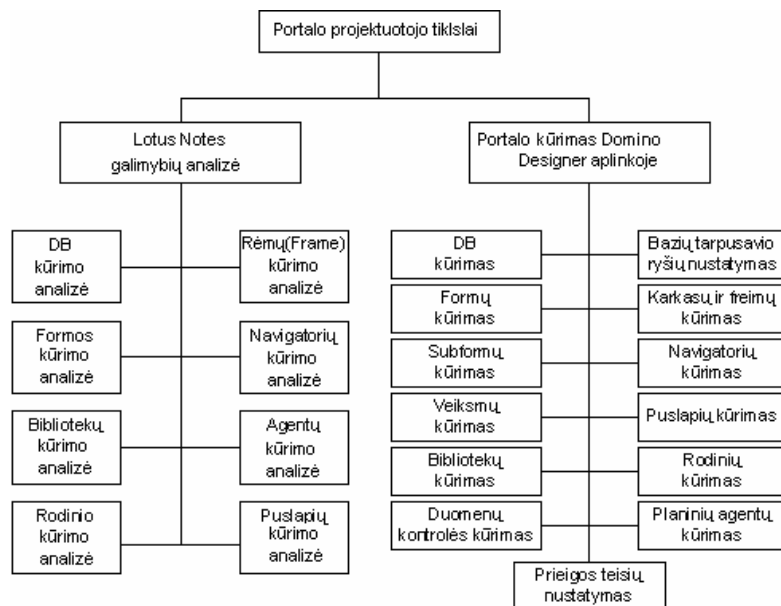 Portalo projektuotojo tiklslai
Lotus Notes
galimybių analizė
Portalo kūrimas Domino
Designer aplinkoje
DB
kūrimo
analizė
Rėmų(Frame)
kūrimo
analizė
Formos
kūrimo
analizė
Navigatorių
kūrimo
analizė
Bibliotekų
kūrimo
analizė
Agentų
kūrimo
analizė
Rodinio
kūrimo
analizė
Puslapių
kūrimo
analizė
DB
kūrimas
Bazių tarpusavio
ryšių nustatymas
Formų
kūrimas
Karkasų ir freimų
kūrimas
Subformų
kūrimas
Navigatorių
kūrimas
Veiksmų
kūrimas
Puslapių kūrimas
Bibliotekų
kūrimas
Rodinių
kūrimas
Duomenų
kontrolės kūrimas
Planinių agentų
kūrimas
Prieigos teisių
nustatymas